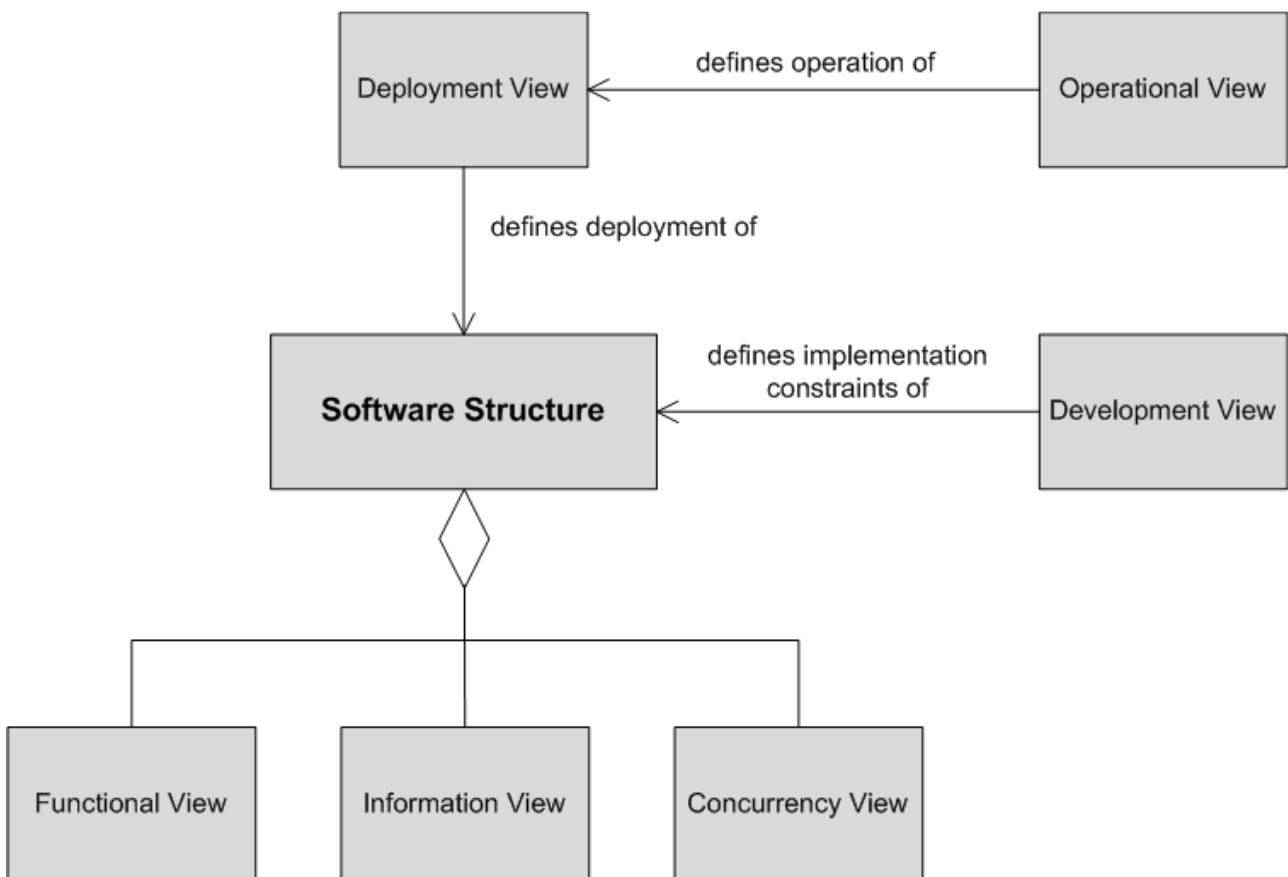 defines operation of
Deployment View
Operational View
defines deployment of
defines implementation
constraints of
Software Structure
Development View
Functional View
Information View
Concurrency View